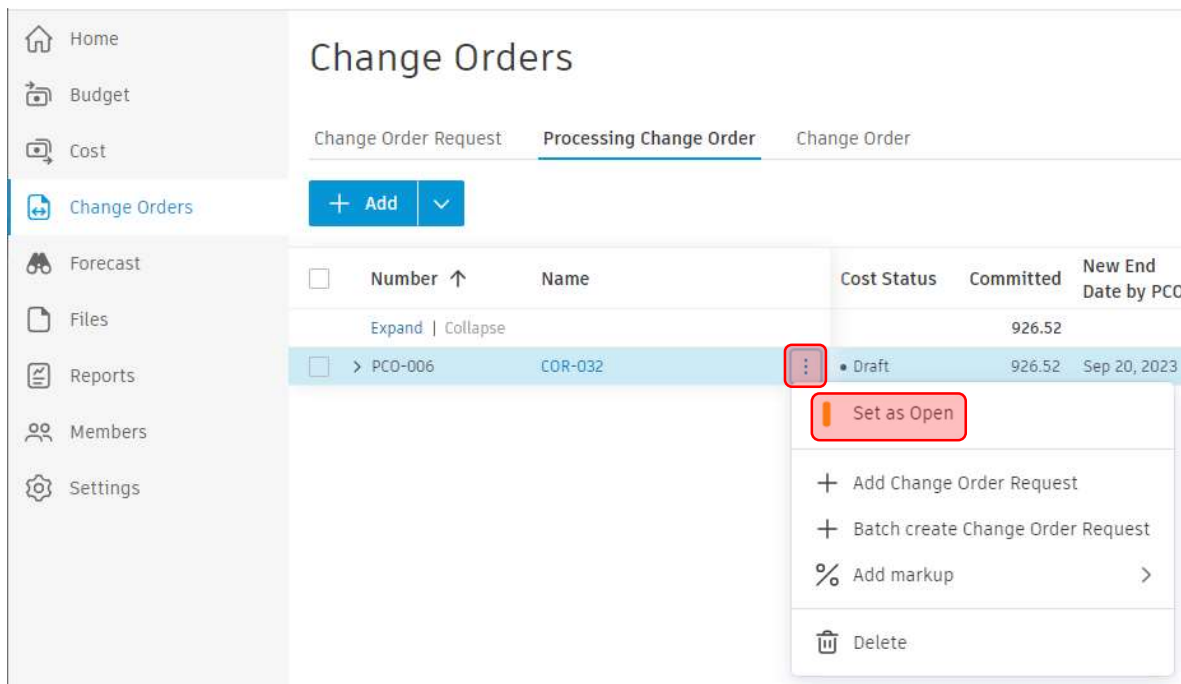 Home
Budget
Cost
Change Orders
Forecast
Files
Reports
Members
Settings
Change Orders
Change Order Request Processing Change Order Change Order
+ Add
Number ↑ Name Cost Status Committed New End
Date by PCO
Expand | Collapse 926.52
> PCO-006 COR-032 ⋮ • Draft 926.52 Sep 20, 2023
Set as Open
+ Add Change Order Request
+ Batch create Change Order Request
% Add markup >
Delete